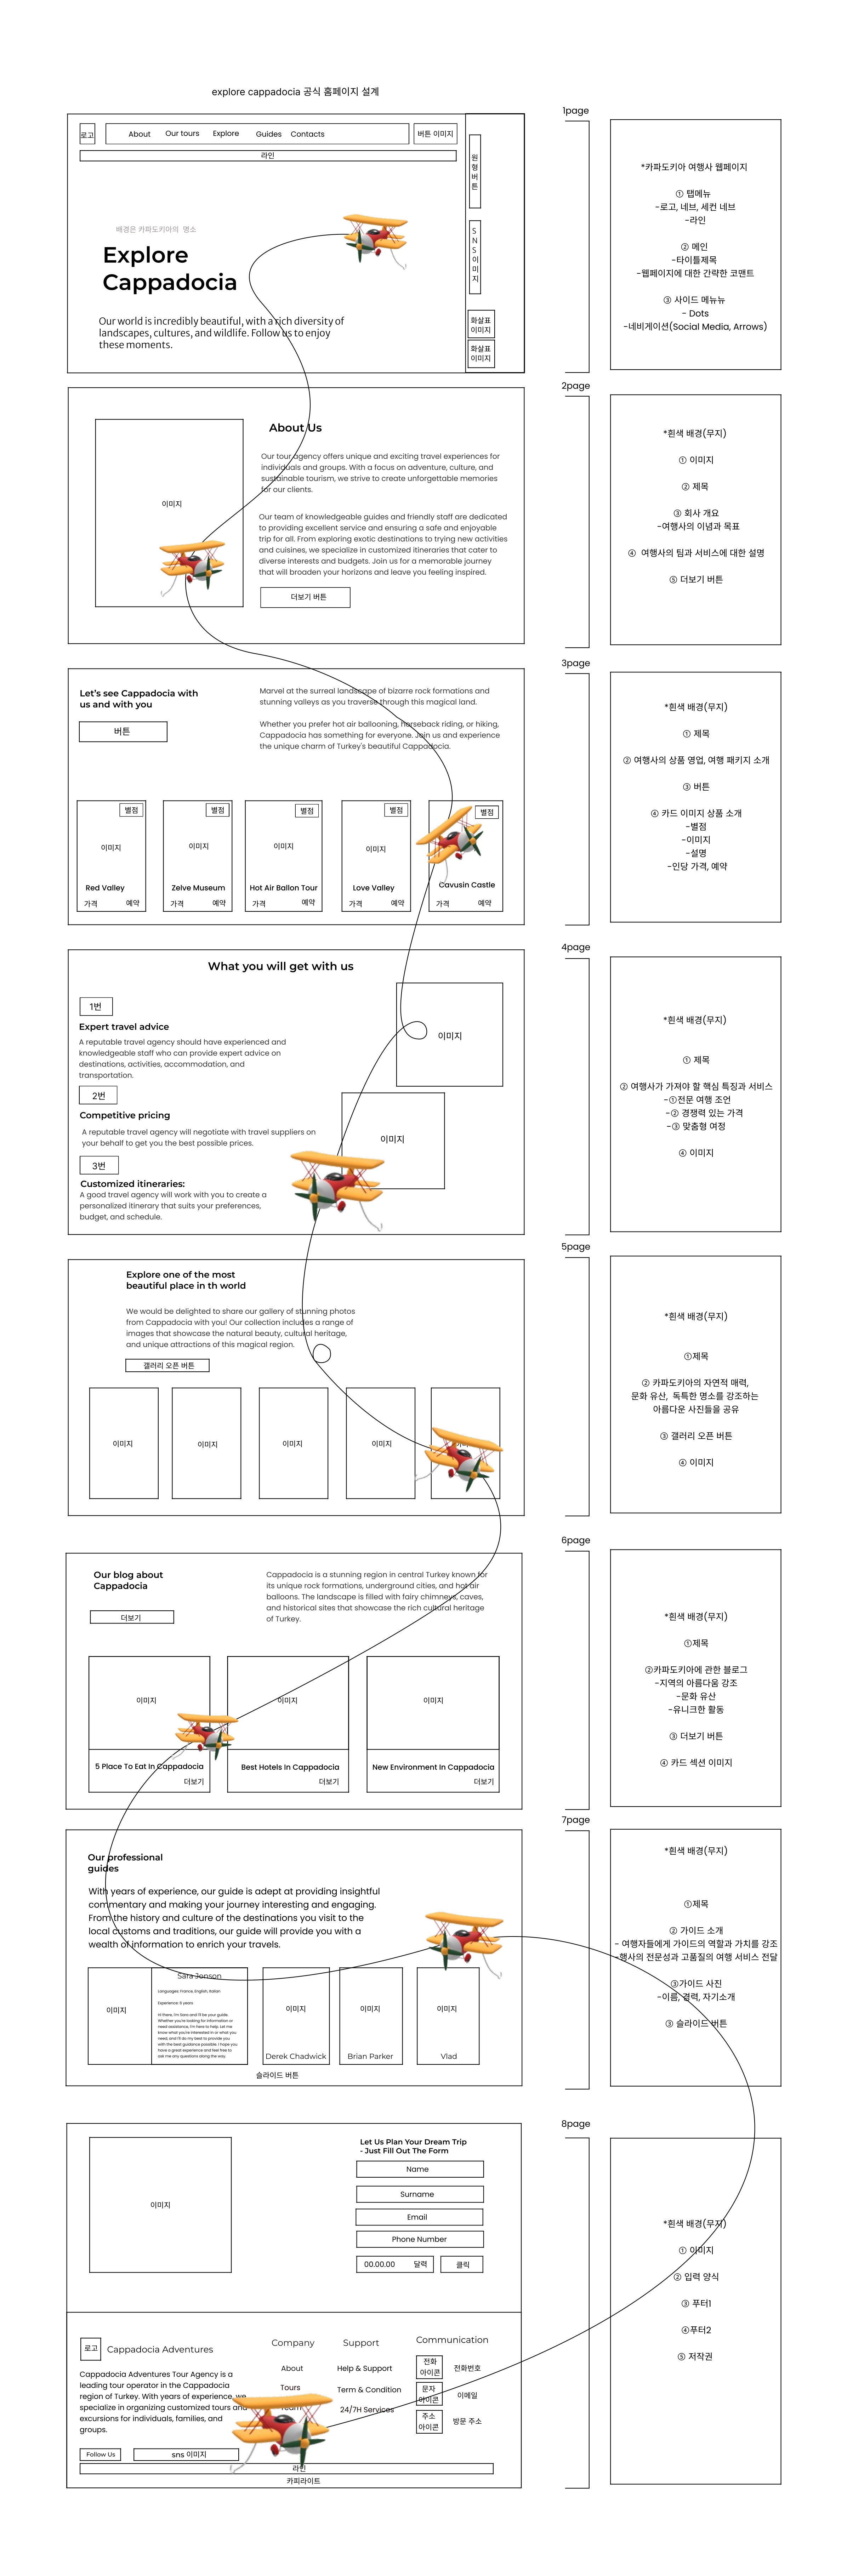 explore cappadocia 공식 홈페이지 설계
1page
로고
About
Our tours
Explore
Guides
Contacts
버튼 이미지
라인
원형버튼
SNS이미지
화살표
이미지
화살표
이미지
배경은 카파도키아의 명소
Explore
Cappadocia
Our world is incredibly beautiful, with a rich diversity of
landscapes, cultures, and wildlife. Follow us to enjoy
these moments.
*카파도키아 여행사 웹페이지
① 탭메뉴
-로고, 네브, 세컨 네브
-라인
② 메인
-타이틀제목
-웹페이지에 대한 간략한 코맨트
③ 사이드 메뉴뉴
- Dots
-네비게이션(Social Media, Arrows)
2page
이미지
About Us
Our tour agency offers unique and exciting travel experiences for
individuals and groups. With a focus on adventure, culture, and
sustainable tourism, we strive to create unforgettable memories
for our clients.
Our team of knowledgeable guides and friendly staff are dedicated
to providing excellent service and ensuring a safe and enjoyable
trip for all. From exploring exotic destinations to trying new activities
and cuisines, we specialize in customized itineraries that cater to
diverse interests and budgets. Join us for a memorable journey
that will broaden your horizons and leave you feeling inspired.
더보기 버튼
*흰색 배경(무지)
① 이미지
② 제목
③ 회사 개요
-여행사의 이념과 목표
④ 여행사의 팀과 서비스에 대한 설명
⑤ 더보기 버튼
3page
Let's see Cappadocia with
us and with you
버튼
Marvel at the surreal landscape of bizarre rock formations and
stunning valleys as you traverse through this magical land.
Whether you prefer hot air ballooning, horseback riding, or hiking,
Cappadocia has something for everyone. Join us and experience
the unique charm of Turkey's beautiful Cappadocia.
별점
이미지
Red Valley
가격
예약
별점
이미지
Zelve Museum
가격
예약
별점
이미지
Hot Air Ballon Tour
가격
예약
별점
이미지
Love Valley
가격
예약
별점
Cavusin Castle
가격
예약
*흰색 배경(무지)
① 제목
② 여행사의 상품 영업, 여행 패키지 소개
③ 버튼
④ 카드 이미지 상품 소개
-별점
-이미지
-설명
-인당 가격, 예약
4page
What you will get with us
1번
Expert travel advice
A reputable travel agency should have experienced and
knowledgeable staff who can provide expert advice on
destinations, activities, accommodation, and
transportation.
2번
Competitive pricing
A reputable travel agency will negotiate with travel suppliers on
your behalf to get you the best possible prices.
3번
Customized itineraries:
A good travel agency will work with you to create a
personalized itinerary that suits your preferences,
budget, and schedule.
이미지
이미지
*흰색 배경(무지)
① 제목
② 여행사가 가져야 할 핵심 특징과 서비스
-①전문 여행 조언
-② 경쟁력 있는 가격
-③ 맞춤형 여정
④ 이미지
5page
Explore one of the most
beautiful place in th world
We would be delighted to share our gallery of stunning photos
from Cappadocia with you! Our collection includes a range of
images that showcase the natural beauty, cultural heritage,
and unique attractions of this magical region.
갤러리 오픈 버튼
이미지
이미지
이미지
이미지
*흰색 배경(무지)
①제목
② 카파도키아의 자연적 매력,
문화 유산, 독특한 명소를 강조하는
아름다운 사진들을 공유
③ 갤러리 오픈 버튼
④ 이미지
6page
Our blog about
Cappadocia
더보기
Cappadocia is a stunning region in central Turkey known for
its unique rock formations, underground cities, and hot air
balloons. The landscape is filled with fairy chimneys, caves,
and historical sites that showcase the rich cultural heritage
of Turkey.
이미지
5 Place To Eat In Cappadocia
더보기
이미지
Best Hotels In Cappadocia
더보기
이미지
New Environment In Cappadocia
더보기
*흰색 배경(무지)
①제목
②카파도키아에 관한 블로그
-지역의 아름다움 강조
-문화 유산
-유니크한 활동
③ 더보기 버튼
④ 카드 섹션 이미지
7page
Our professional
guides
With years of experience, our guide is adept at providing insightful
commentary and making your journey interesting and engaging.
From the history and culture of the destinations you visit to the
local customs and traditions, our guide will provide you with a
wealth of information to enrich your travels.
이미지
Sara Jonson
Languages: France, English, Italian
Experience: 5 years
Hi there, I'm Sara and I'll be your guide.
Whether you're looking for information or
need assistance, I'm here to help. Let me
know what you're interested in or what you
need, and I'll do my best to provide you
with the best guidance possible. I hope you
have a great experience and feel free to
ask me any questions along the way.
이미지
Derek Chadwick
이미지
Brian Parker
이미지
Vlad
슬라이드 버튼
*흰색 배경(무지)
①제목
② 가이드 소개
- 여행자들에게 가이드의 역할과 가치를 강조
-행사의 전문성과 고품질의 여행 서비스 전달
③가이드 사진
-이름, 경력, 자기소개
③ 슬라이드 버튼
8page
이미지
Let Us Plan Your Dream Trip
- Just Fill Out The Form
Name
Surname
Email
Phone Number
00.00.00
달력
클릭
로고
Cappadocia Adventures
Cappadocia Adventures Tour Agency is a
leading tour operator in the Cappadocia
region of Turkey. With years of experience, we
specialize in organizing customized tours and
excursions for individuals, families, and
groups.
Follow Us
sns 이미지
Company
About
Tours
Support
Help & Support
Term & Condition
24/7H Services
Communication
전화
아이콘
전화번호
문자
아이콘
이메일
주소
아이콘
방문 주소
라인
카피라이트
*흰색 배경(무지)
① 이미지
② 입력 양식
③ 푸터1
④푸터2
⑤ 저작권